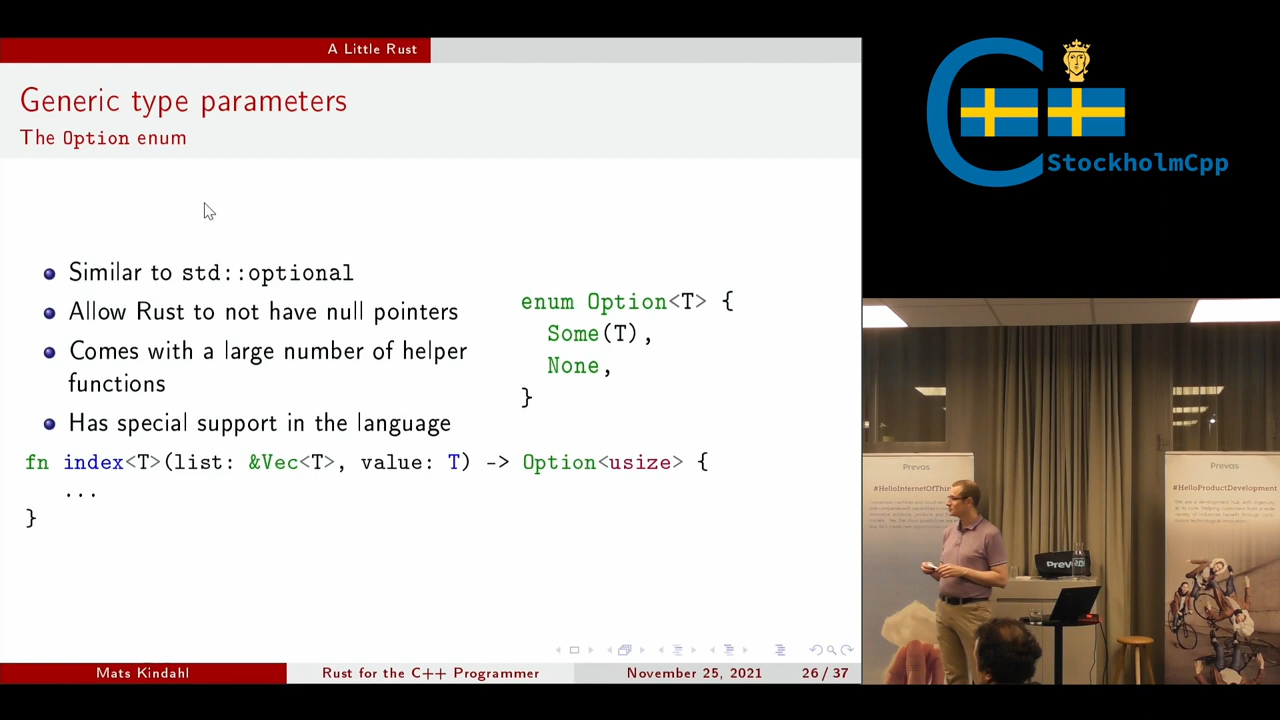 A Little Rust
Generic type parameters
The Option enum
Similar to std::optional
Allow Rust to not have null pointers
Comes with a large number of helper
functions
Has special support in the language
enum Option<T> {
Some(T),
None,
}
fn index<T>(list: &Vec<T>, value: T) -> Option<usize> {
...
}
Mats Kindahl
Rust for the C++ Programmer
November 25, 2021
26 / 37
C++
StockholmCpp
Prevas
#HelloInternetOfThin
Prevas
#HelloProductDevelopment